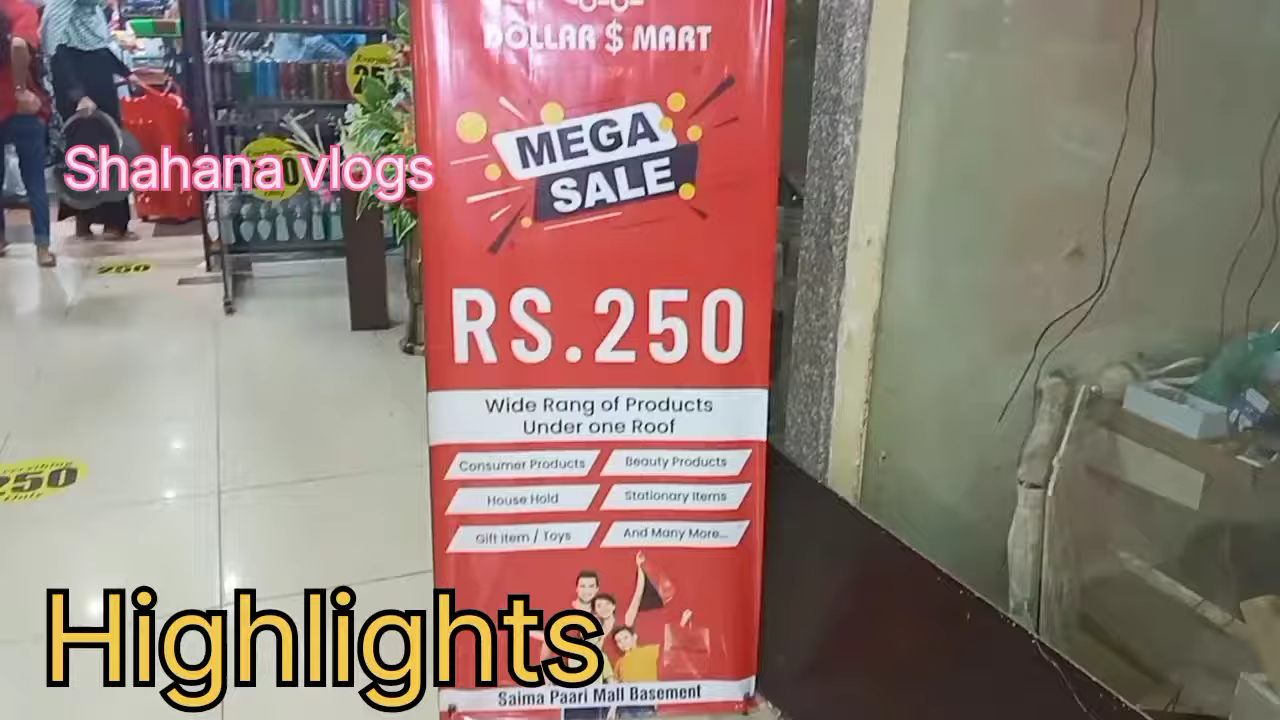 DOLLAR $ MART
MEGA
SALE
Shahana vlogs
RS.250
250
Wide Rang of Products
Under one Roof
Consumer Products
Beauty Products
House Hold
Stationary Items
Gift Item / Toys
And Many More...
250
Only
Highlights
Saima Paari Mall Basement